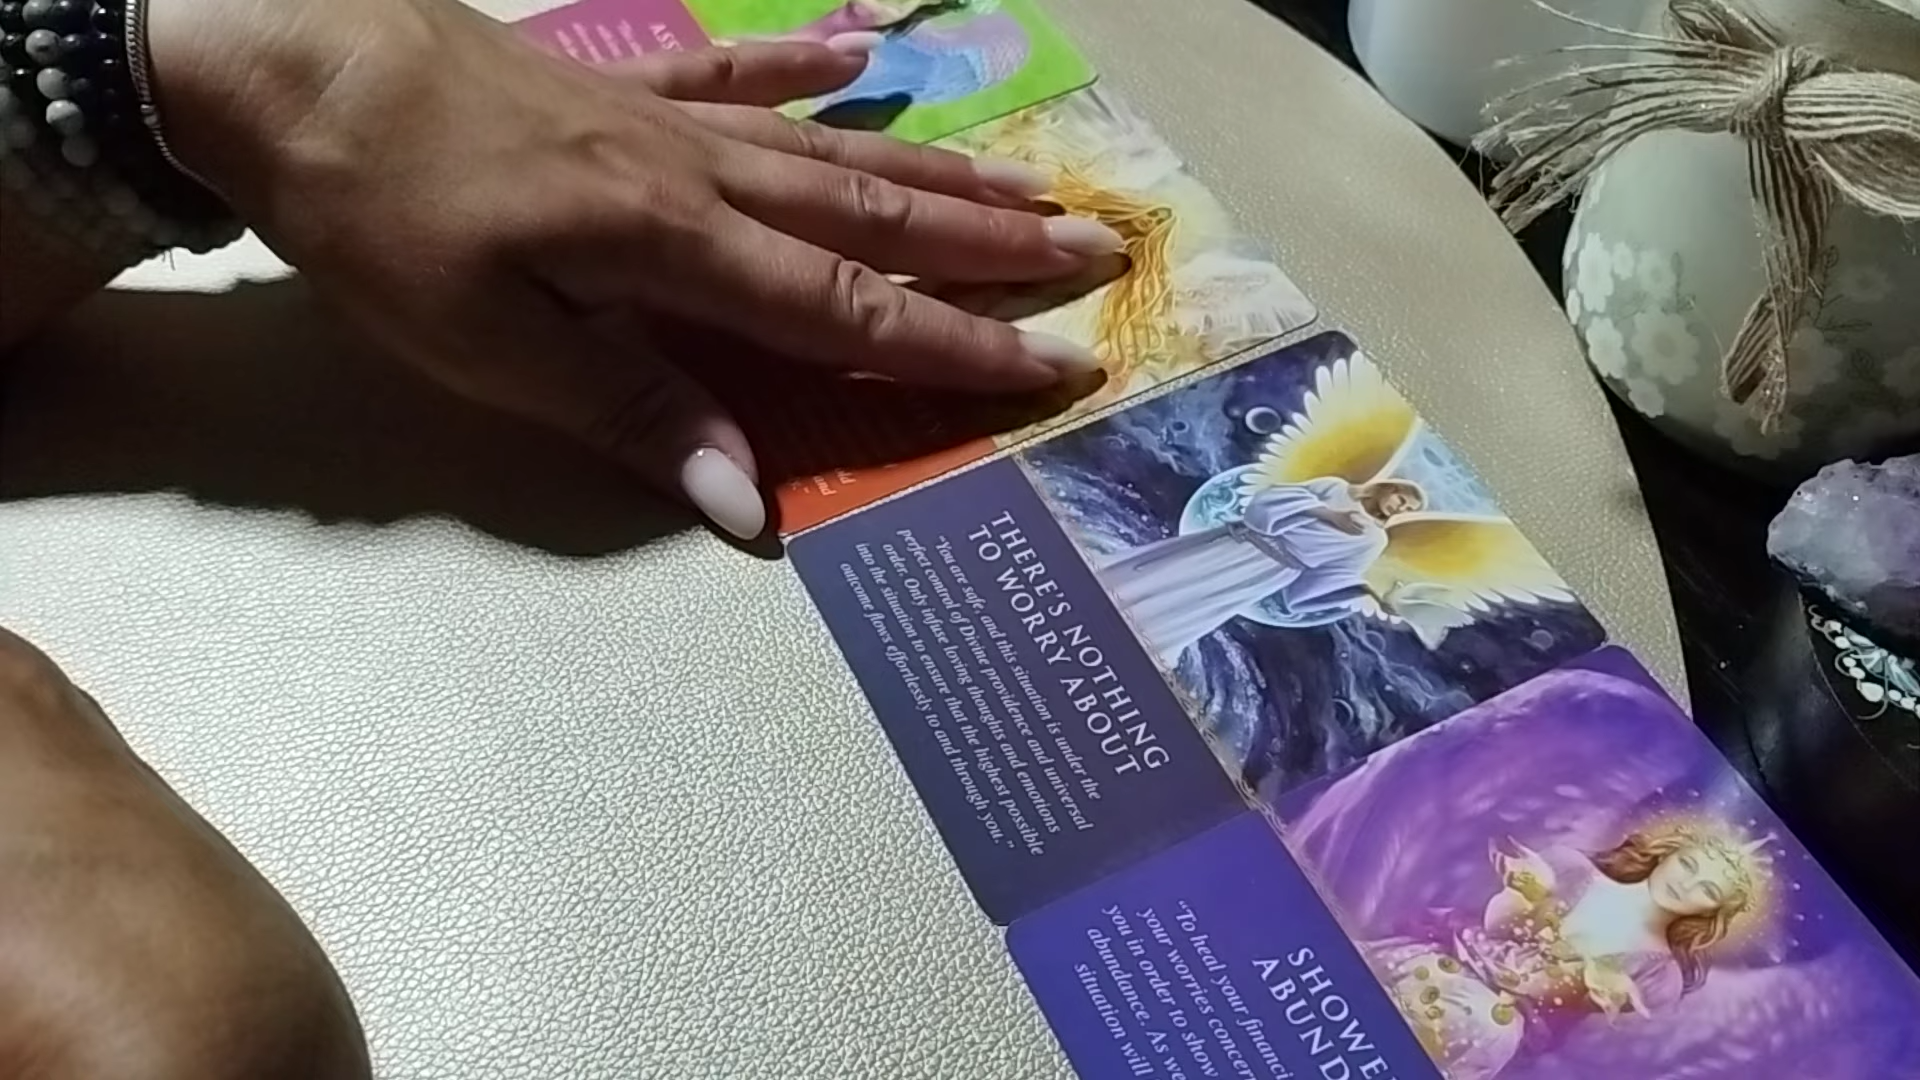 ASS
THERE'S NOTHING
TO WORRY ABOUT
"You are safe, and this situation is under the
perfect control of Divine providence and universal
order. Only infuse loving thoughts and emotions
into the situation to ensure that the highest possible
outcome flows effortlessly to and through you."
SHOWE
ABUND
"To heal your financi
your worries concer
you in order to show
abundance. As we
situation will